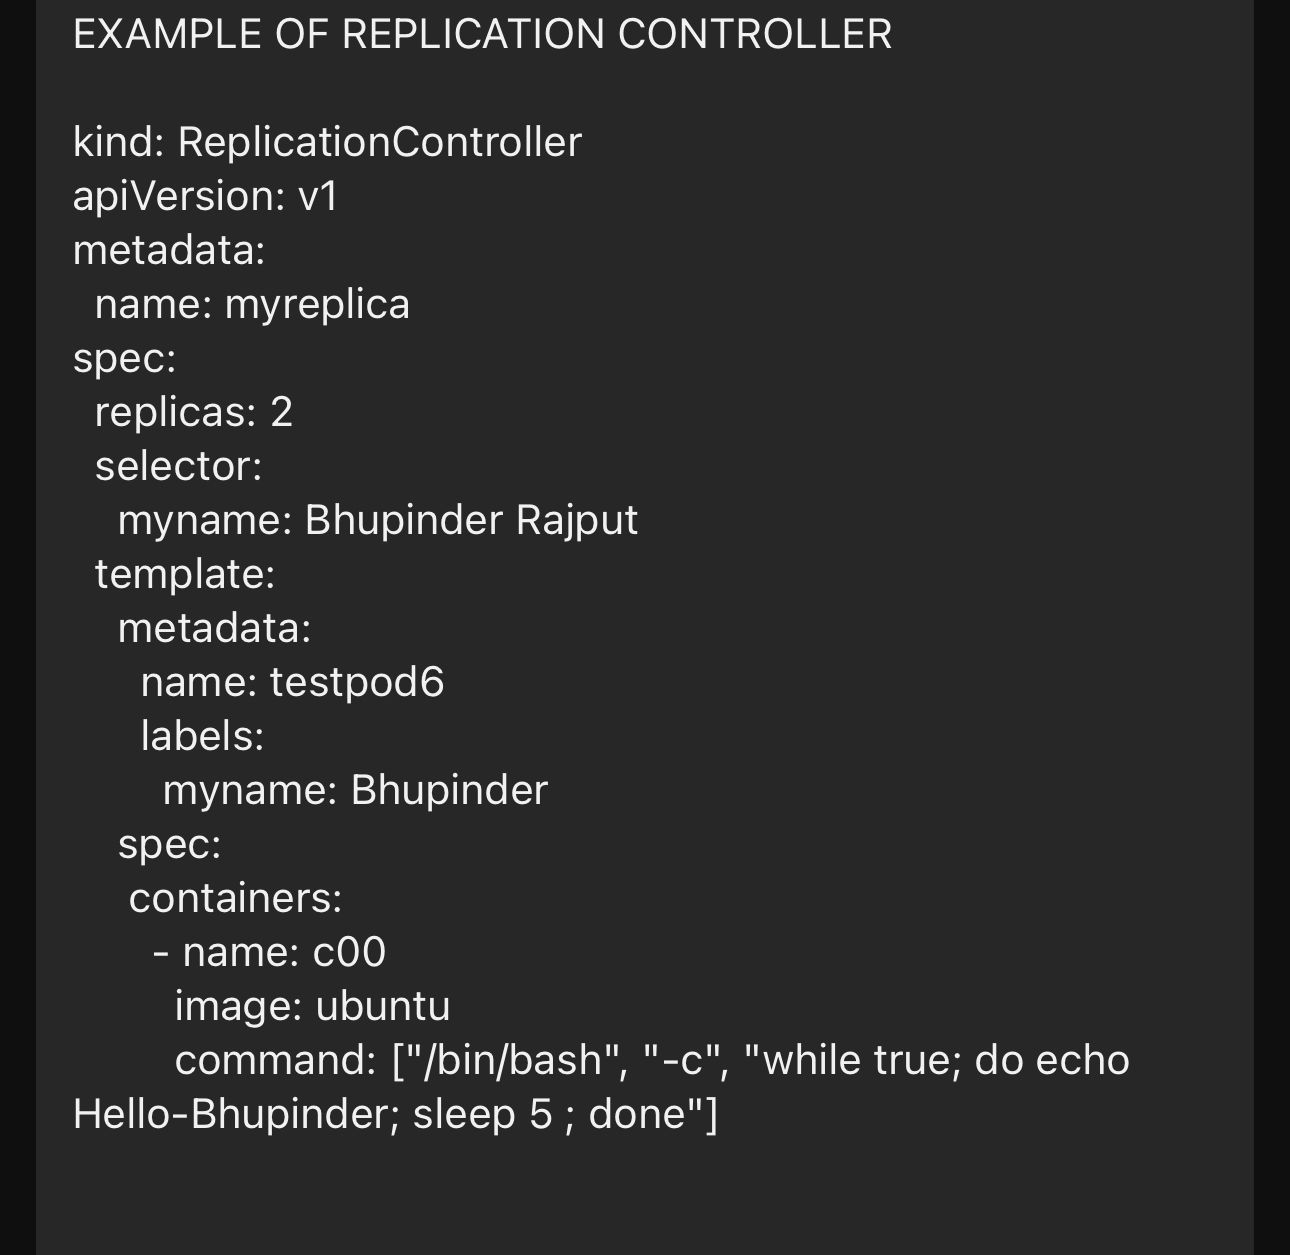 EXAMPLE OF REPLICATION CONTROLLER
kind: ReplicationController
apiVersion: v1
metadata:
  name: myreplica
spec:
  replicas: 2
  selector:
    myname: Bhupinder Rajput
  template:
    metadata:
      name: testpod6
      labels:
        myname: Bhupinder
    spec:
     containers:
       - name: c00
         image: ubuntu
         command: ["/bin/bash", "-c", "while true; do echo
Hello-Bhupinder; sleep 5 ; done"]